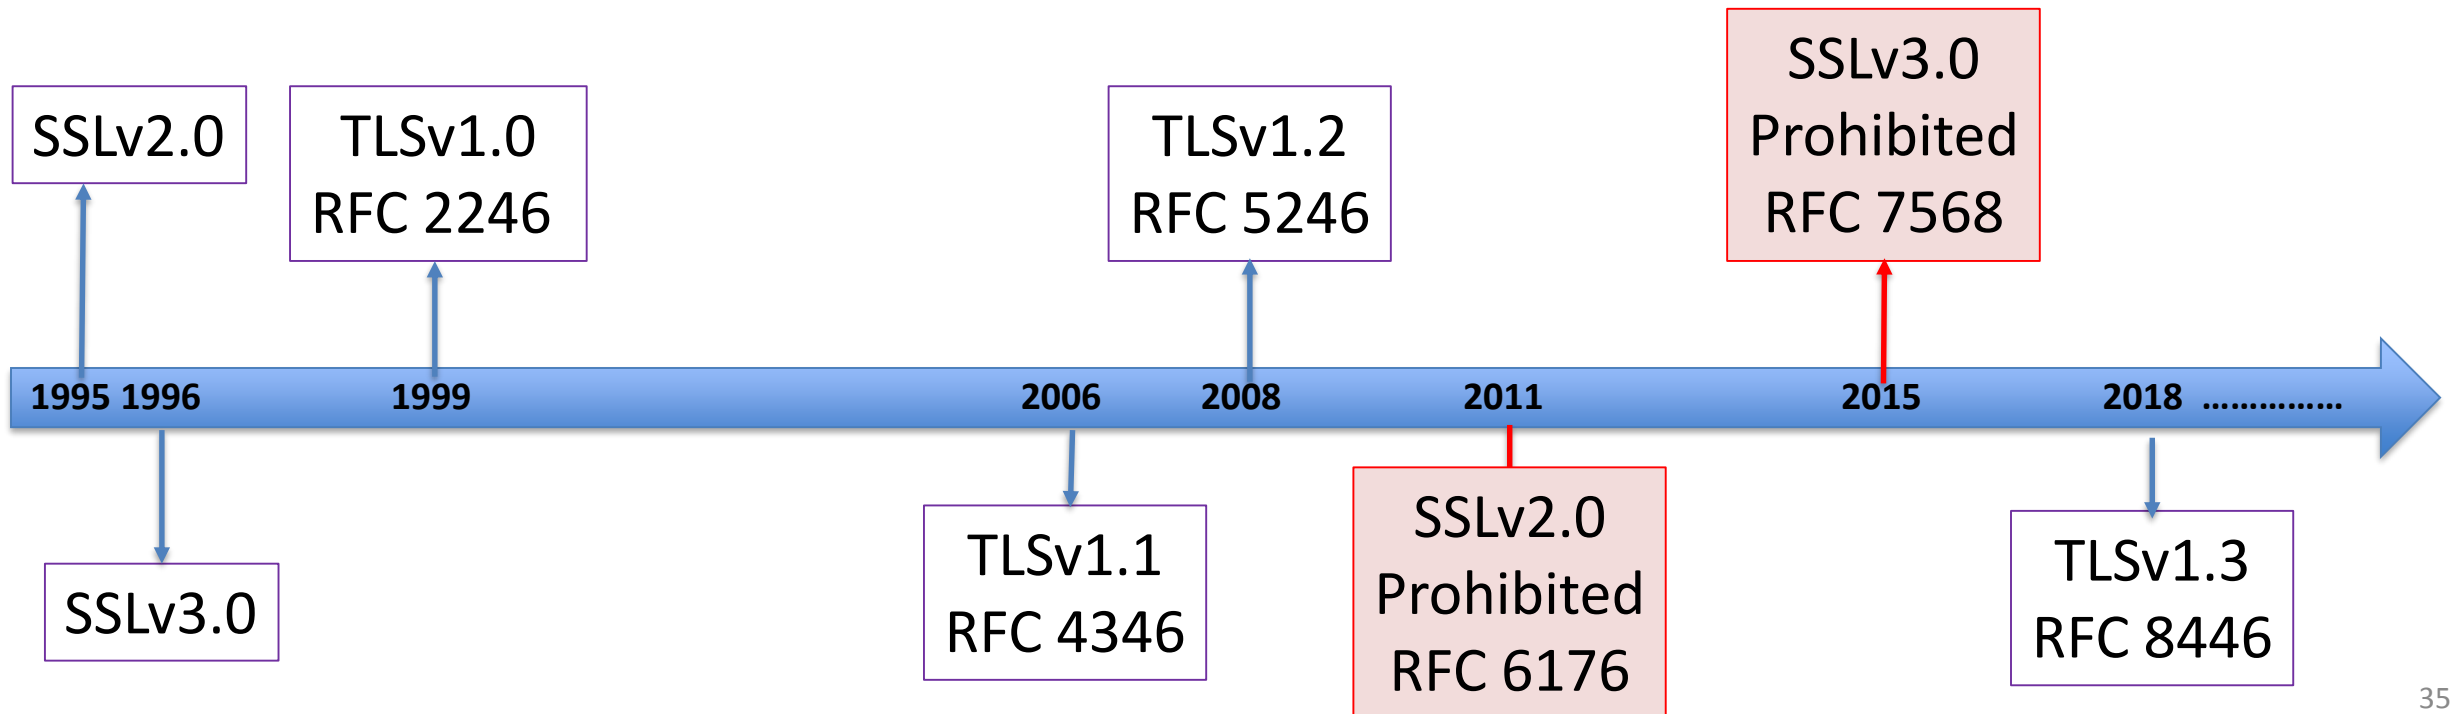 SSLv2.0
TLSv1.0
RFC 2246
TLSv1.2
RFC 5246
SSLv3.0
Prohibited
RFC 7568
1995 1996 1999 2006 2008 2011 2015 2018 ...............
SSLv3.0
TLSv1.1
RFC 4346
SSLv2.0
Prohibited
RFC 6176
TLSv1.3
RFC 8446
35